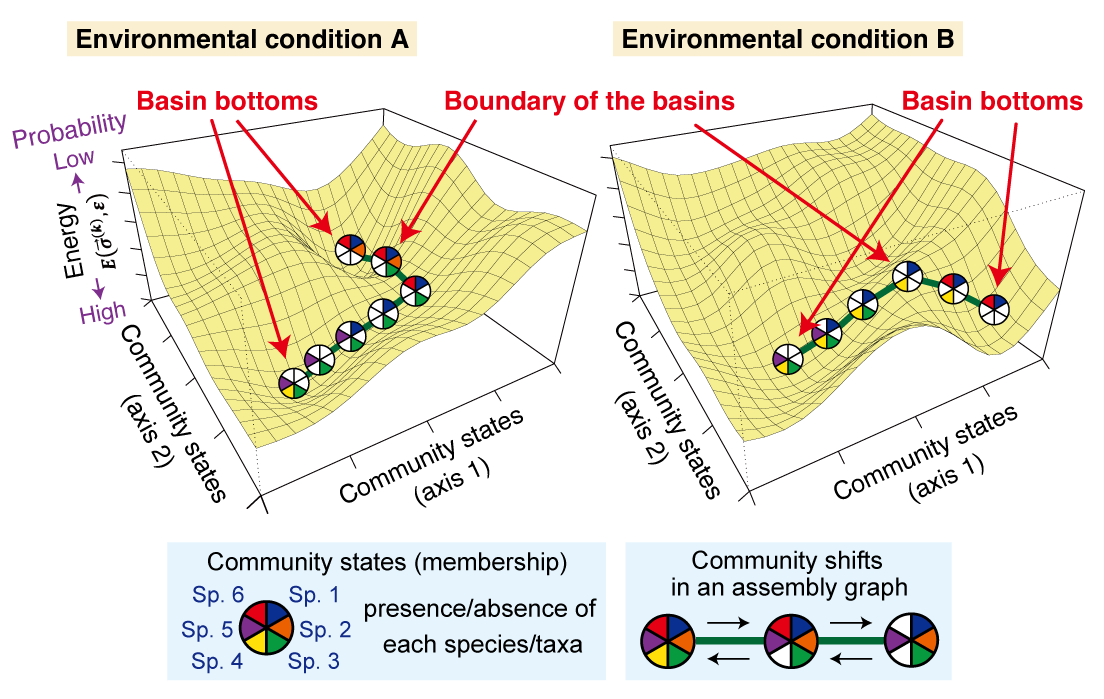 Environmental condition A
Environmental condition B
Basin bottoms
Boundary of the basins
Basin bottoms
Probability
Low
Energy
E(σ⃗⁽ᵏ⁾, ε)
High
Community states
(axis 2)
Community states
(axis 1)
Community states
(axis 2)
Community states
(axis 1)
Community states (membership)
Sp. 6
Sp. 1
Sp. 5
Sp. 2
Sp. 4
Sp. 3
presence/absence of
each species/taxa
Community shifts
in an assembly graph